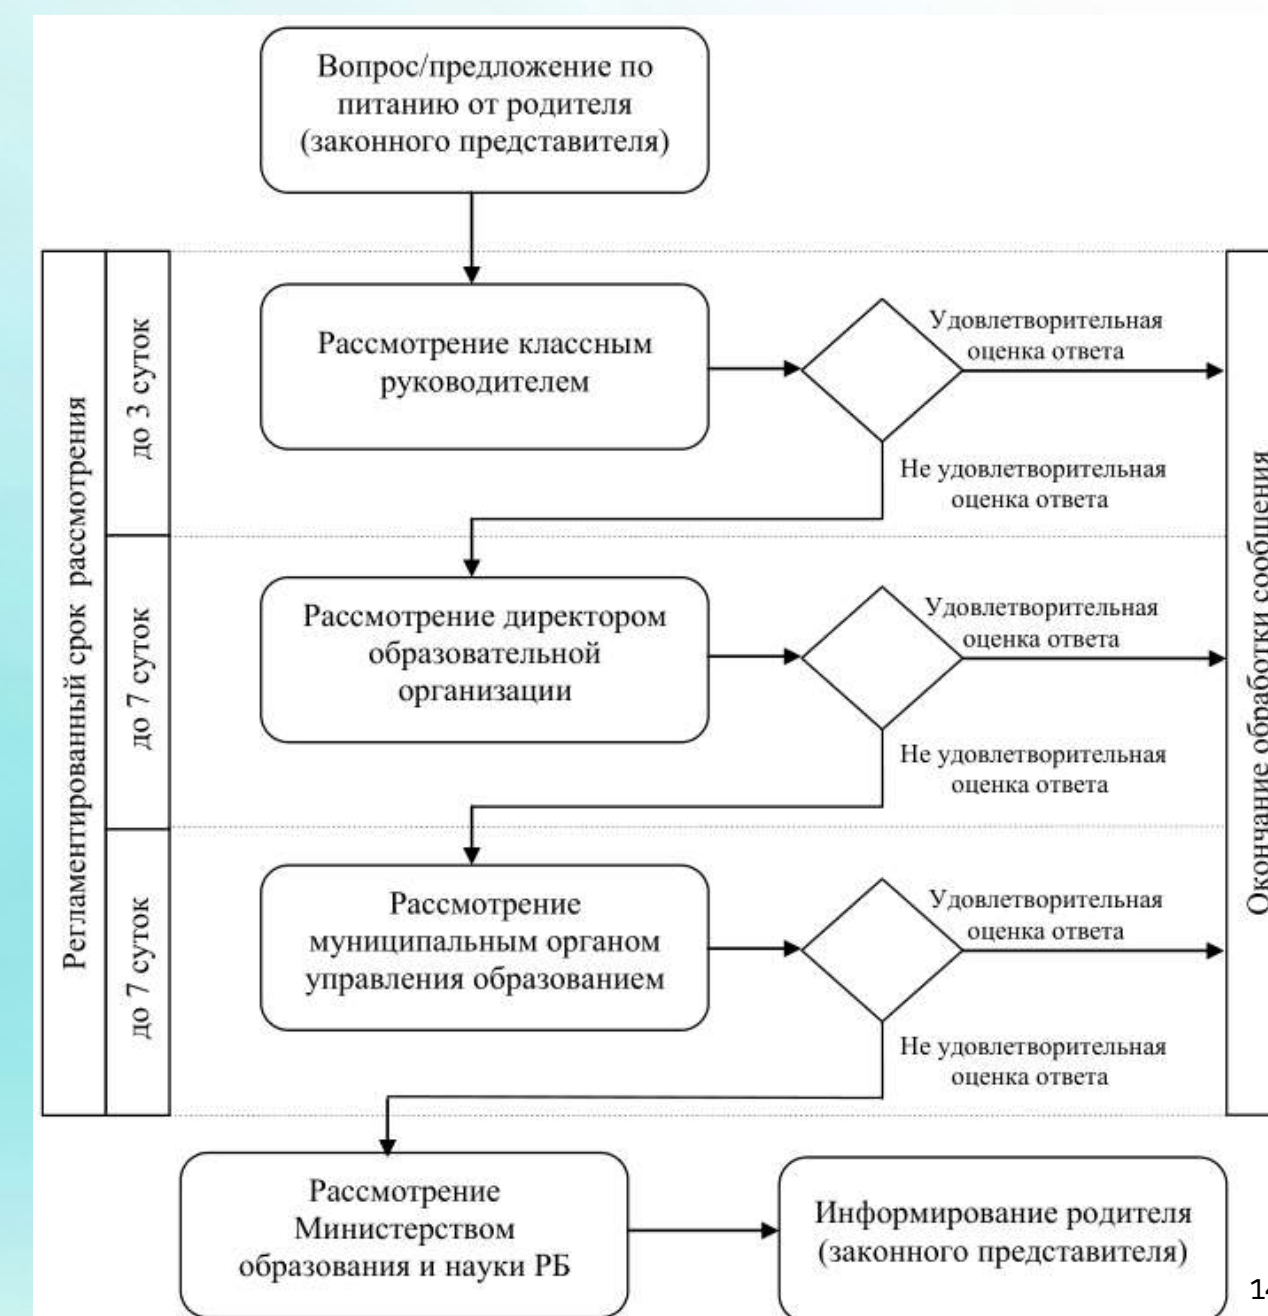 Вопрос/предложение по
питанию от родителя
(законного представителя)
Регламентированный срок рассмотрения
до 3 суток
Рассмотрение классным
руководителем
Удовлетворительная
оценка ответа
Не удовлетворительная
оценка ответа
до 7 суток
Рассмотрение директором
образовательной
организации
Удовлетворительная
оценка ответа
Не удовлетворительная
оценка ответа
до 7 суток
Рассмотрение
муниципальным органом
управления образованием
Удовлетворительная
оценка ответа
Не удовлетворительная
оценка ответа
Окончание обработки сообщения
Рассмотрение
Министерством
образования и науки РБ
Информирование родителя
(законного представителя)